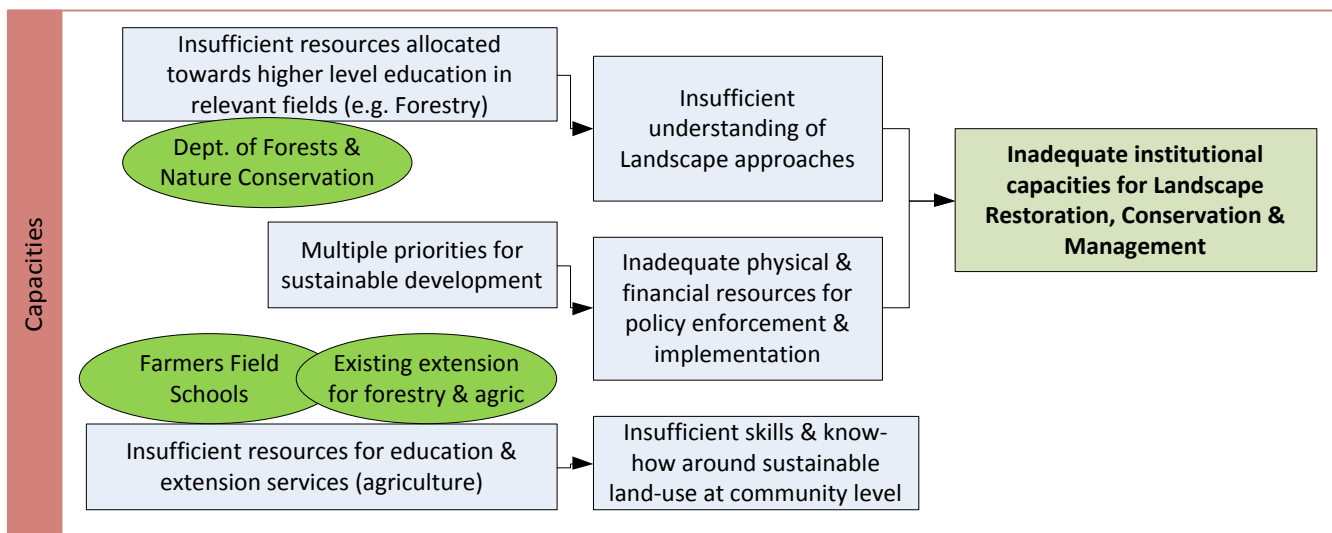 Capacities
Insufficient resources allocated
towards higher level education in
relevant fields (e.g. Forestry)
Dept. of Forests &
Nature Conservation
Insufficient
understanding of
Landscape approaches
Inadequate institutional
capacities for Landscape
Restoration, Conservation &
Management
Multiple priorities for
sustainable development
Inadequate physical &
financial resources for
policy enforcement &
implementation
Farmers Field
Schools
Existing extension
for forestry & agric
Insufficient resources for education &
extension services (agriculture)
Insufficient skills & know-
how around sustainable
land-use at community level